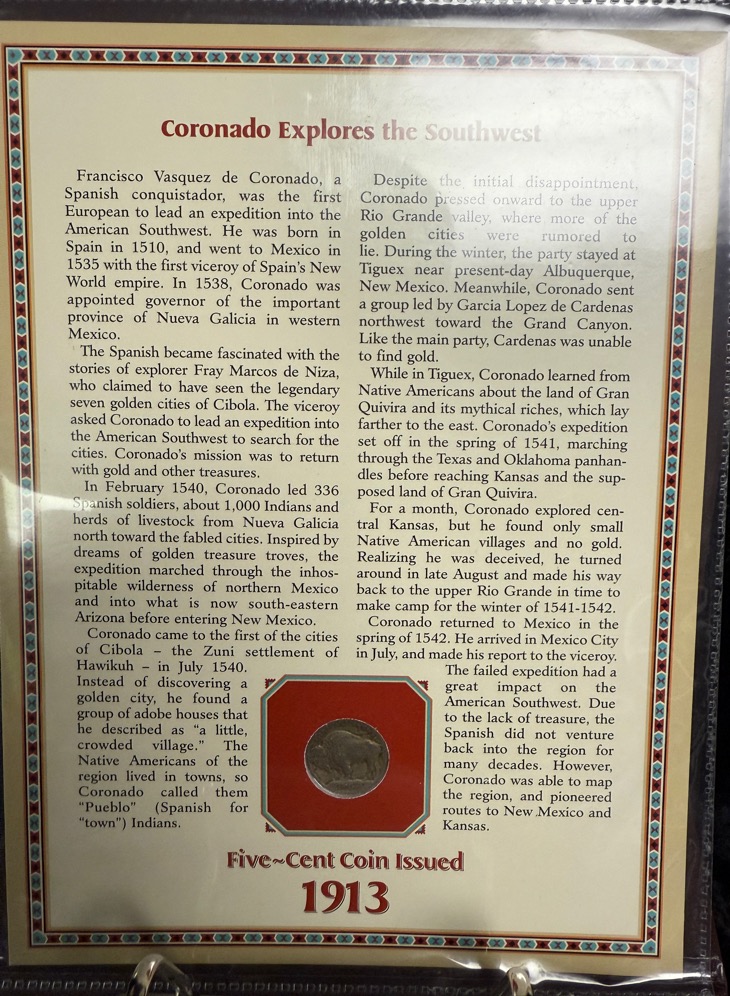 Coronado Explores the Southwest
Francisco Vasquez de Coronado, a
Spanish conquistador, was the first
European to lead an expedition into the
American Southwest. He was born in
Spain in 1510, and went to Mexico in
1535 with the first viceroy of Spain's New
World empire. In 1538, Coronado was
appointed governor of the important
province of Nueva Galicia in western
Mexico.
The Spanish became fascinated with the
stories of explorer Fray Marcos de Niza,
who claimed to have seen the legendary
seven golden cities of Cibola. The viceroy
asked Coronado to lead an expedition into
the American Southwest to search for the
cities. Coronado's mission was to return
with gold and other treasures.
In February 1540, Coronado led 336
Spanish soldiers, about 1,000 Indians and
herds of livestock from Nueva Galicia
north toward the fabled cities. Inspired by
dreams of golden treasure troves, the
expedition marched through the inhos-
pitable wilderness of northern Mexico
and into what is now south-eastern
Arizona before entering New Mexico.
Coronado came to the first of the cities
of Cibola – the Zuni settlement of
Hawikuh – in July 1540.
Instead of discovering a
golden city, he found a
group of adobe houses that
he described as "a little,
crowded village." The
Native Americans of the
region lived in towns, so
Coronado called them
"Pueblo" (Spanish for
"town") Indians.
Despite the initial disappointment,
Coronado pressed onward to the upper
Rio Grande valley, where more of the
golden cities were rumored to
lie. During the winter, the party stayed at
Tiguex near present-day Albuquerque,
New Mexico. Meanwhile, Coronado sent
a group led by Garcia Lopez de Cardenas
northwest toward the Grand Canyon.
Like the main party, Cardenas was unable
to find gold.
While in Tiguex, Coronado learned from
Native Americans about the land of Gran
Quivira and its mythical riches, which lay
farther to the east. Coronado's expedition
set off in the spring of 1541, marching
through the Texas and Oklahoma panhan-
dles before reaching Kansas and the sup-
posed land of Gran Quivira.
For a month, Coronado explored cen-
tral Kansas, but he found only small
Native American villages and no gold.
Realizing he was deceived, he turned
around in late August and made his way
back to the upper Rio Grande in time to
make camp for the winter of 1541-1542.
Coronado returned to Mexico in the
spring of 1542. He arrived in Mexico City
in July, and made his report to the viceroy.
The failed expedition had a
great impact on the
American Southwest. Due
to the lack of treasure, the
Spanish did not venture
back into the region for
many decades. However,
Coronado was able to map
the region, and pioneered
routes to New Mexico and
Kansas.
Five~Cent Coin Issued
1913